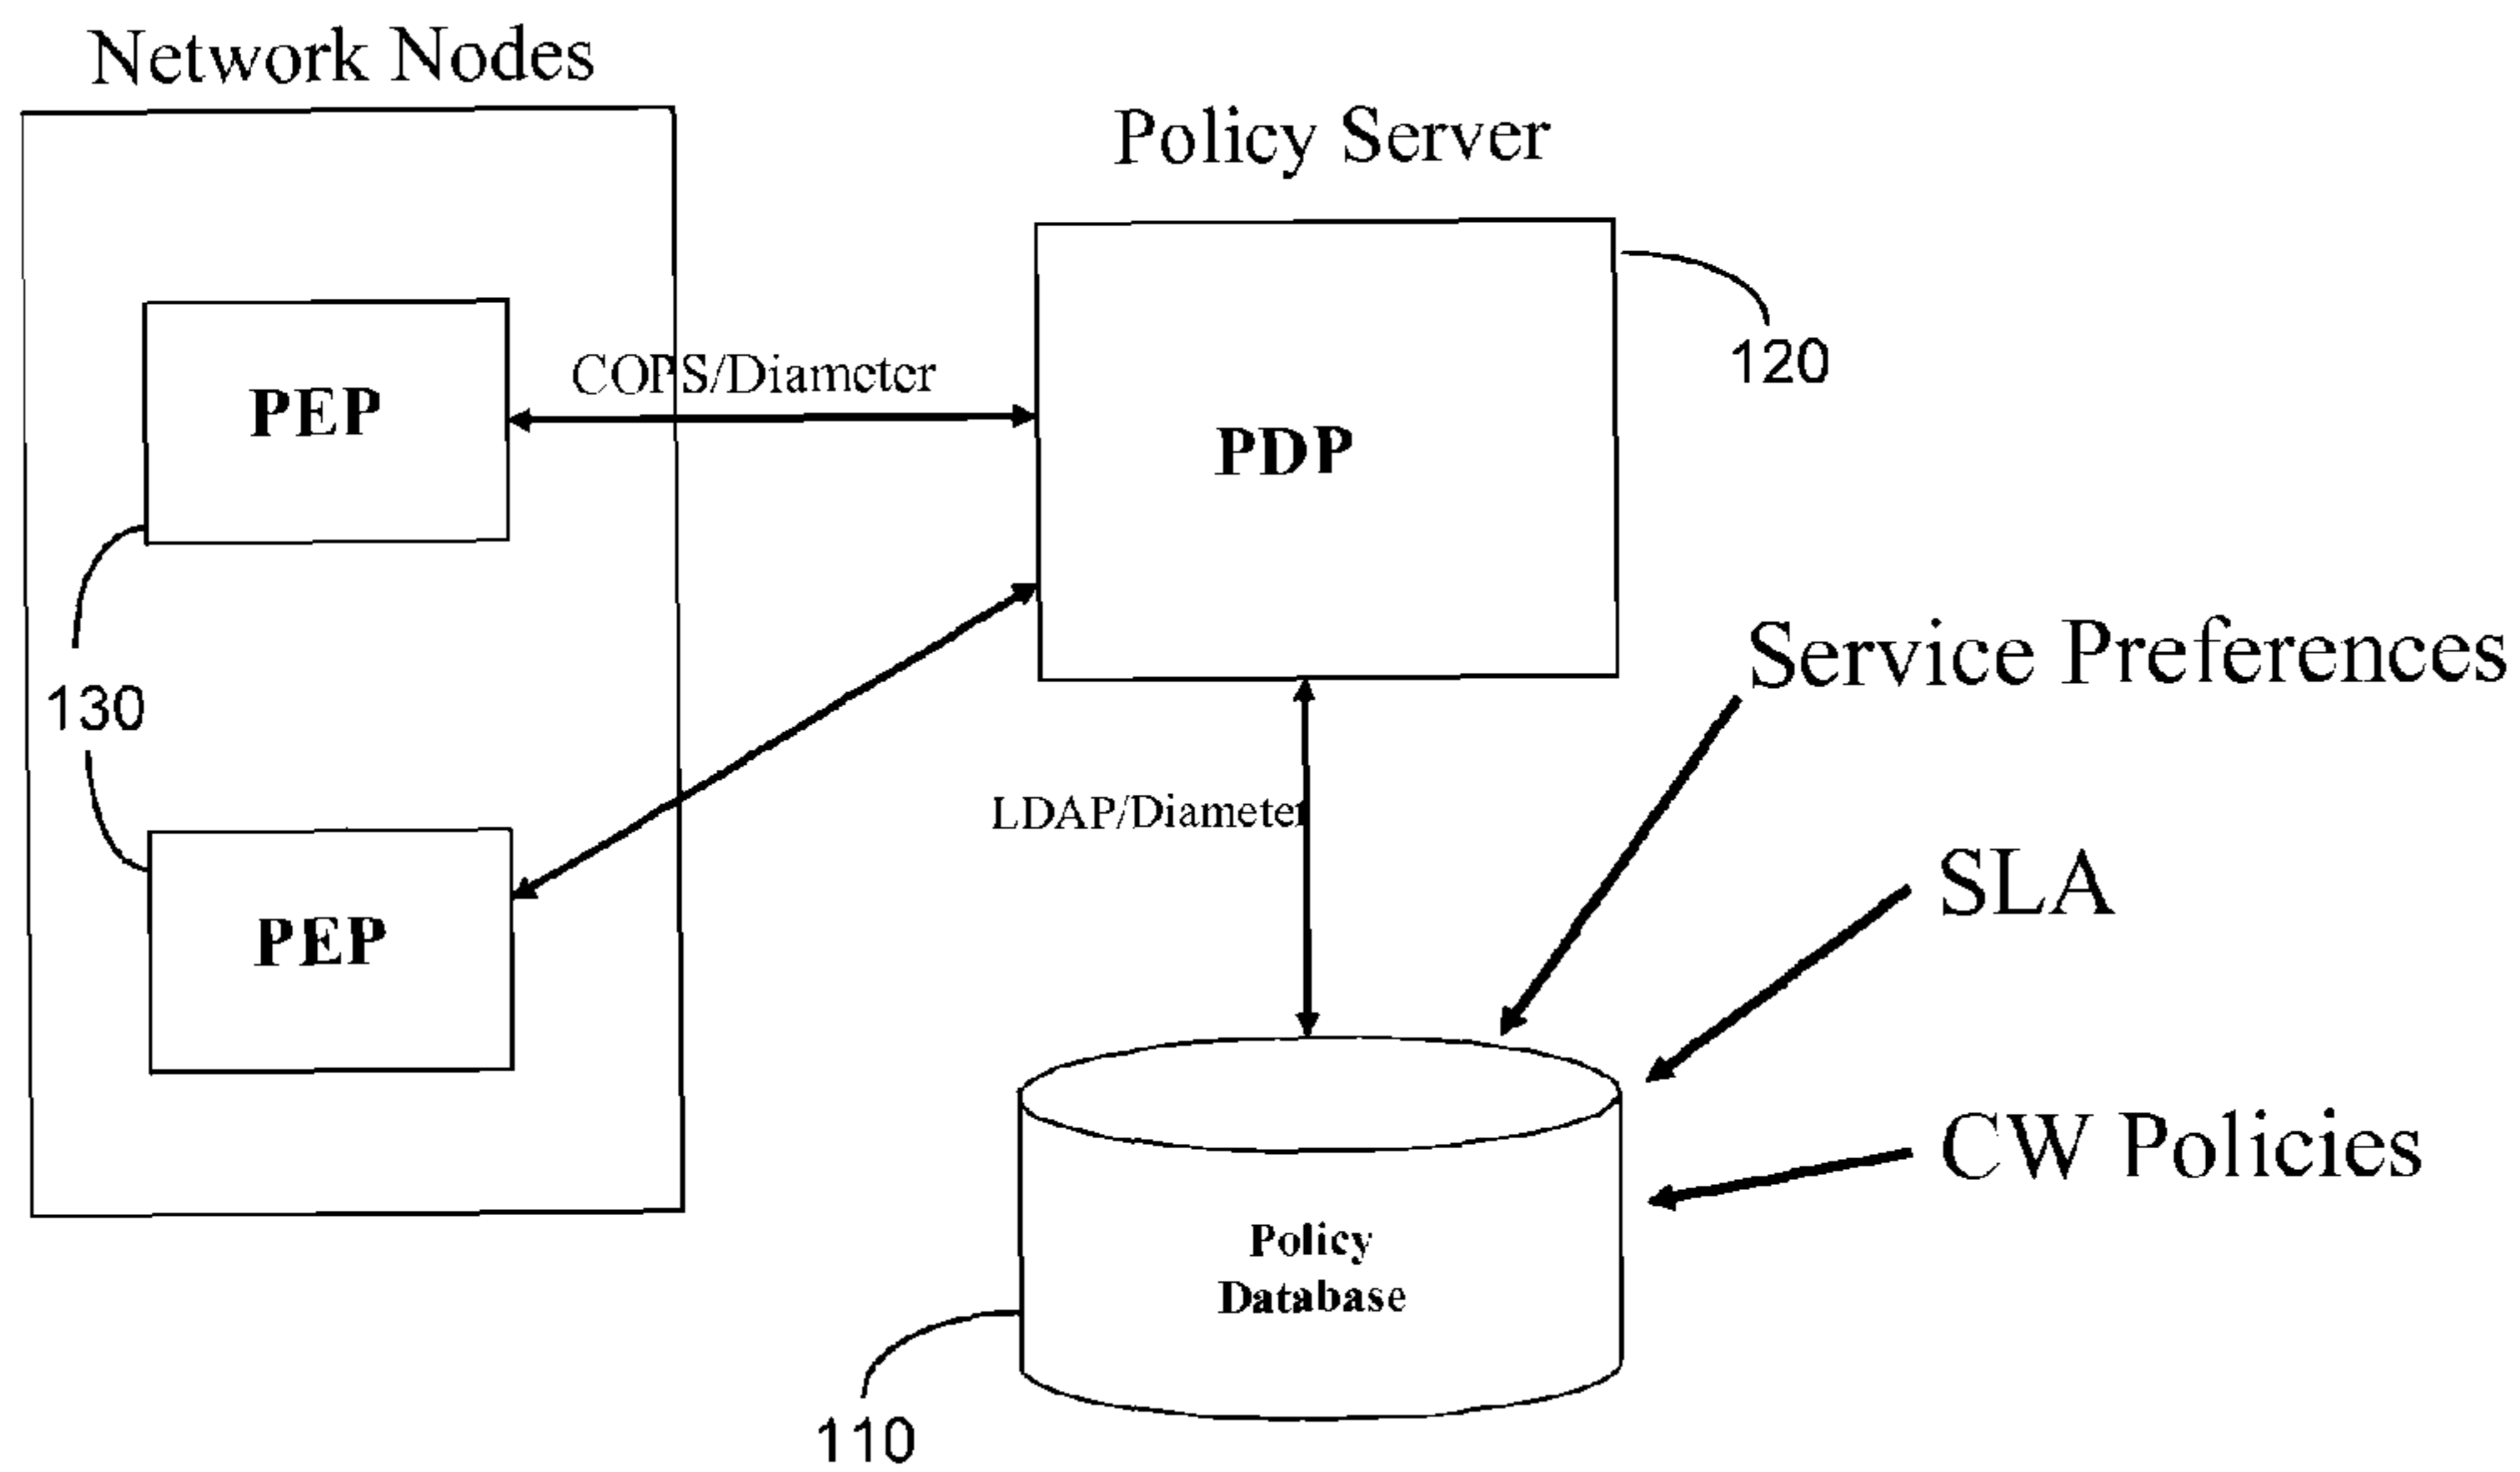 Network Nodes
Policy Server
120
COPS/Diameter
PEP
PDP
Service Preferences
130
LDAP/Diameter
SLA
PEP
CW Policies
Policy
Database
110